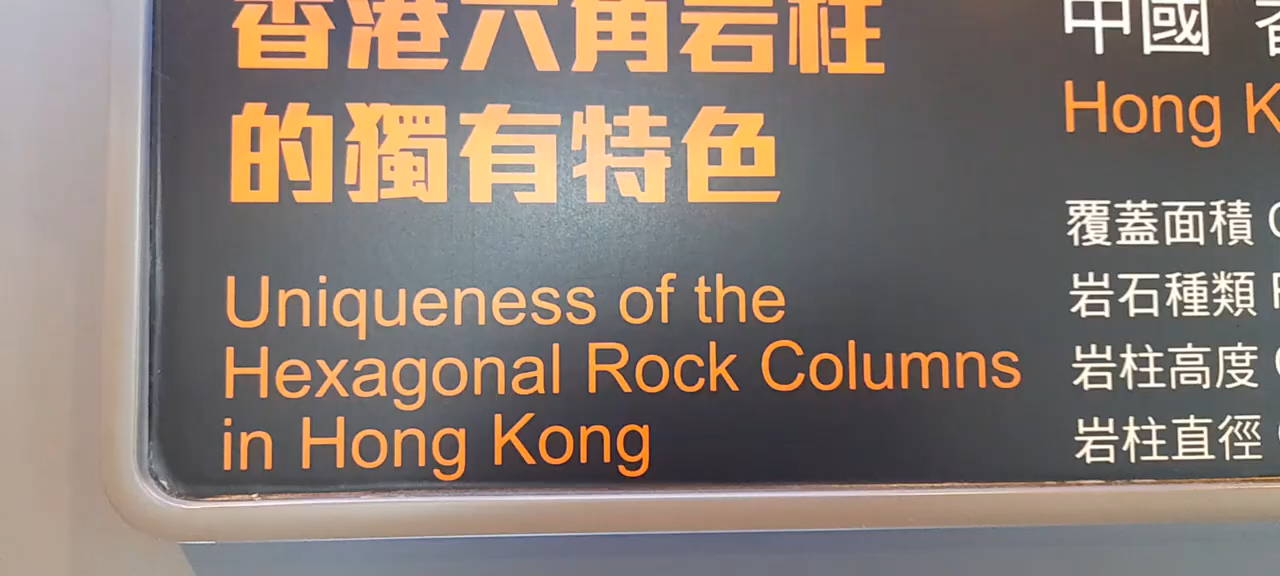 香港六角岩柱
的獨有特色
Uniqueness of the
Hexagonal Rock Columns
in Hong Kong
中國
Hong
覆蓋面積
岩石種類
岩柱高度
岩柱直徑